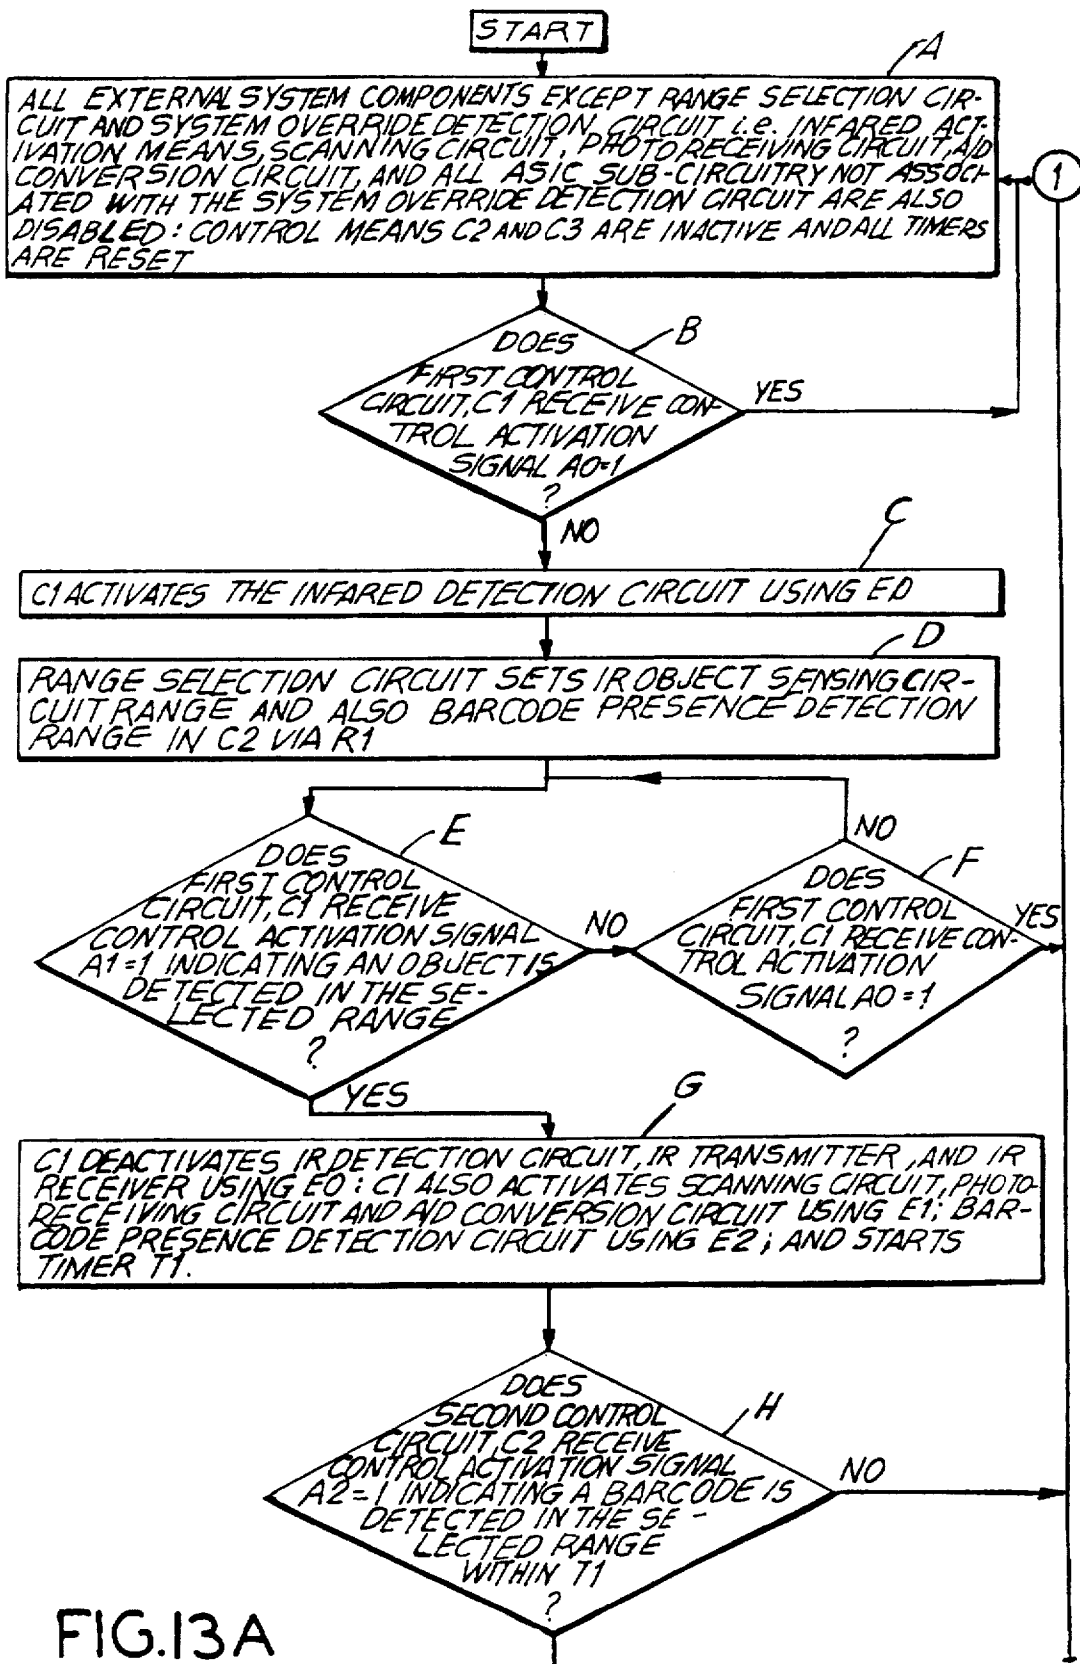 START
A
ALL EXTERNAL SYSTEM COMPONENTS EXCEPT RANGE SELECTION CIR-
CUIT AND SYSTEM OVERRIDE DETECTION CIRCUIT i.e. INFARED ACT-
IVATION MEANS, SCANNING CIRCUIT, PHOTORECEIVING CIRCUIT, A/D
CONVERSION CIRCUIT, AND ALL ASIC SUB-CIRCUITRY NOT ASSOCI-
ATED WITH THE SYSTEM OVERRIDE DETECTION CIRCUIT ARE ALSO
DISABLED: CONTROL MEANS C2 AND C3 ARE INACTIVE AND ALL TIMERS
ARE RESET
1
B
DOES
FIRST CONTROL
CIRCUIT, C1 RECEIVE CON-
TROL ACTIVATION
SIGNAL A0=1
?
YES
NO
C
C1 ACTIVATES THE INFARED DETECTION CIRCUIT USING E0
D
RANGE SELECTION CIRCUIT SETS IR OBJECT SENSING CIR-
CUIT RANGE AND ALSO BARCODE PRESENCE DETECTION
RANGE IN C2 VIA R1
E
DOES
FIRST CONTROL
CIRCUIT, C1 RECEIVE
CONTROL ACTIVATION SIGNAL
A1=1 INDICATING AN OBJECT IS
DETECTED IN THE SE-
LECTED RANGE
?
NO
YES
F
NO
DOES
FIRST CONTROL
CIRCUIT, C1 RECEIVE CON-
TROL ACTIVATION
SIGNAL A0=1
?
YES
G
C1 DEACTIVATES IR DETECTION CIRCUIT, IR TRANSMITTER, AND IR
RECEIVER USING E0: C1 ALSO ACTIVATES SCANNING CIRCUIT, PHOTO-
RECEIVING CIRCUIT AND A/D CONVERSION CIRCUIT USING E1; BAR-
CODE PRESENCE DETECTION CIRCUIT USING E2; AND STARTS
TIMER T1.
H
DOES
SECOND CONTROL
CIRCUIT, C2 RECEIVE
CONTROL ACTIVATION SIGNAL
A2=1 INDICATING A BARCODE IS
DETECTED IN THE SE-
LECTED RANGE
WITHIN T1
?
NO
FIG.13A